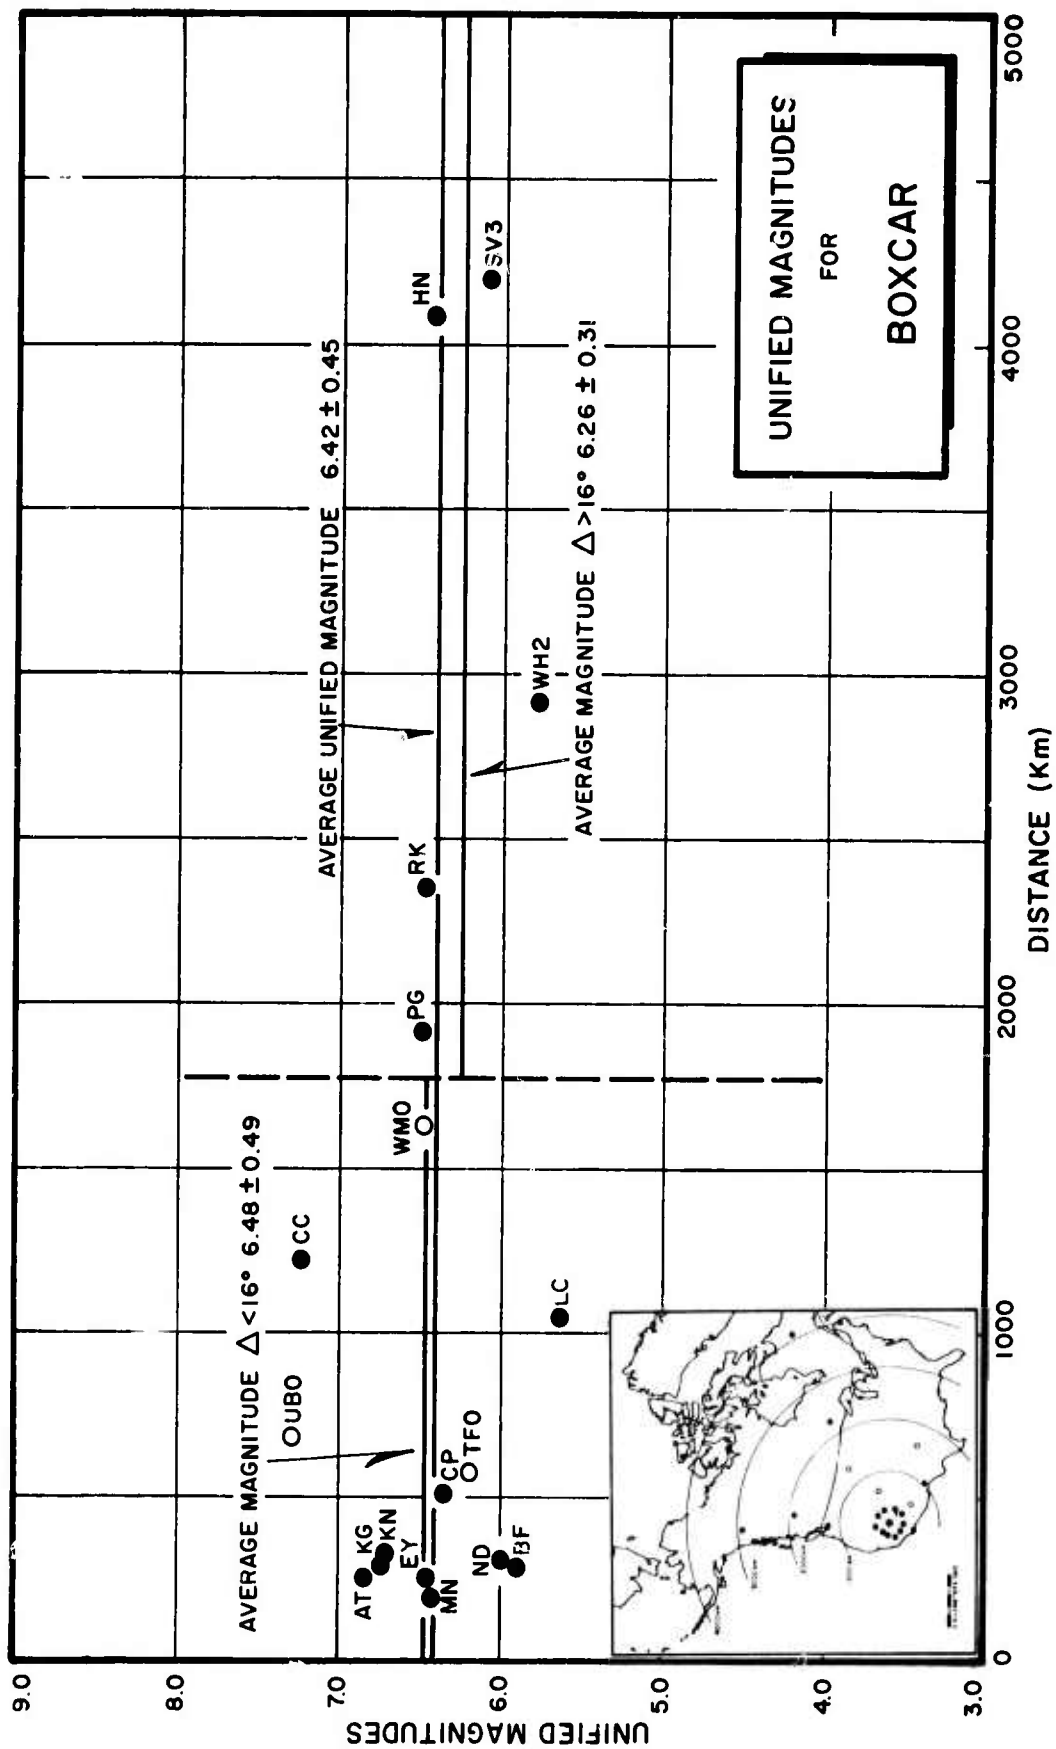 UNIFIED MAGNITUDES
FOR
BOXCAR
AVERAGE UNIFIED MAGNITUDE 6.42 ± 0.45
AVERAGE MAGNITUDE Δ>16° 6.26 ± 0.31
AVERAGE MAGNITUDE Δ<16° 6.48 ± 0.49
UBO
CC
WMO
PG
RK
HN
SV3
WH2
LC
AT
KG
KN
EY
MN
CP
TFO
ND
BF
UNIFIED MAGNITUDES
9.0
8.0
7.0
6.0
5.0
4.0
3.0
0
1000
2000
3000
4000
5000
DISTANCE (Km)